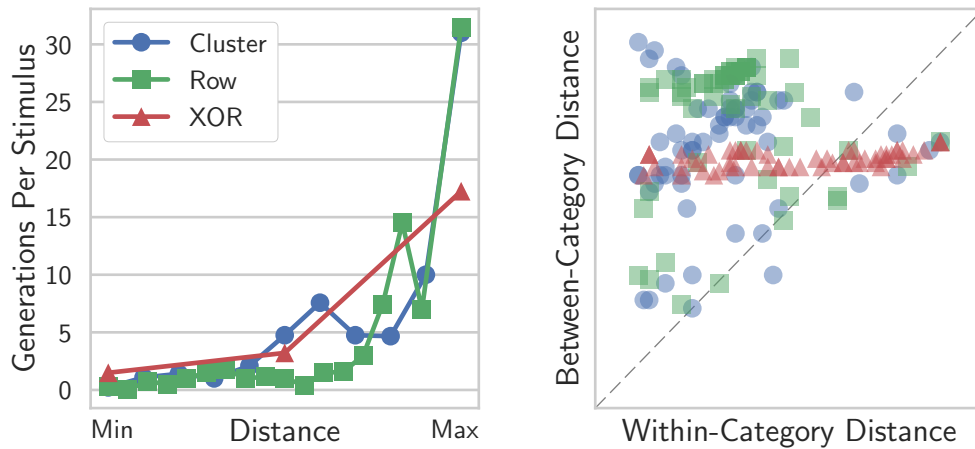 Generations Per Stimulus
30
25
20
15
10
5
0
Cluster
Row
XOR
Min
Distance
Max
Between-Category Distance
Within-Category Distance